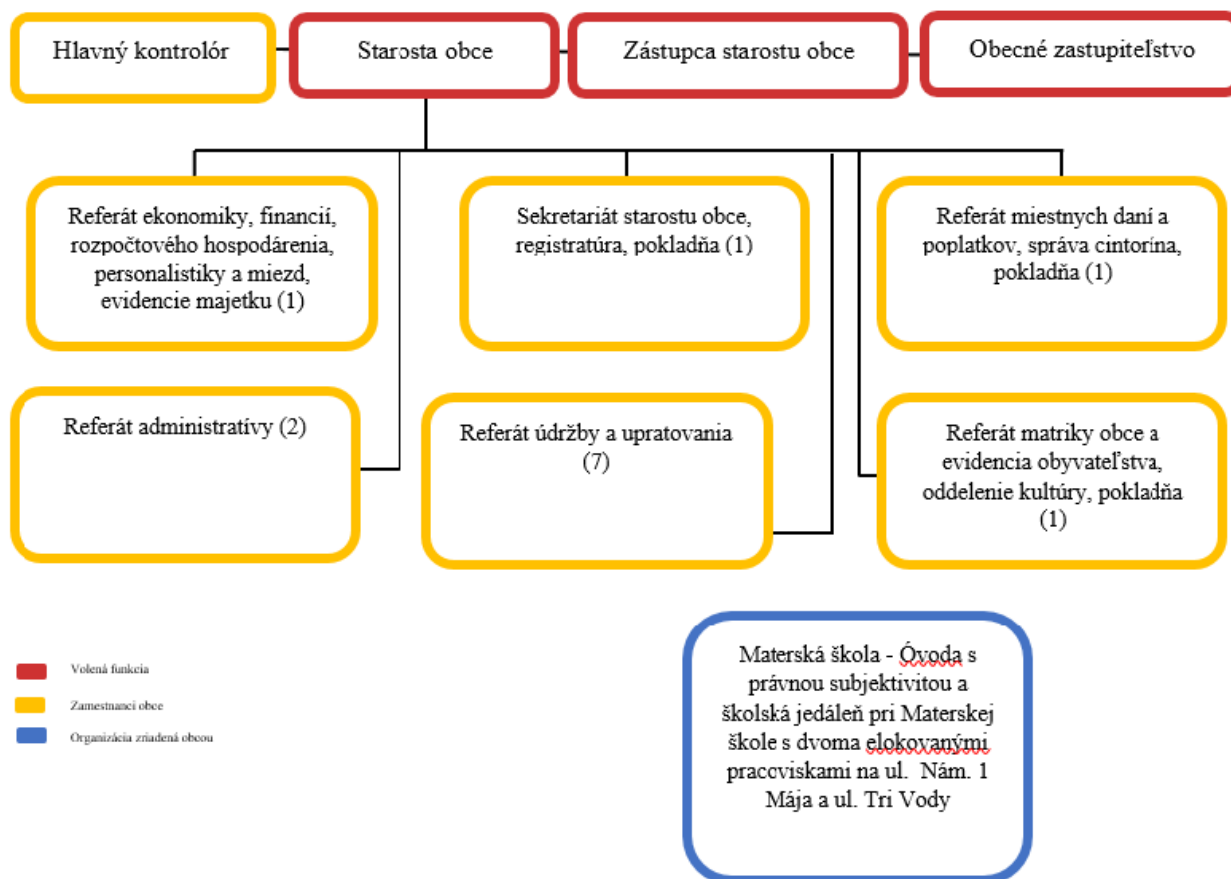 Hlavný kontrolór
Starosta obce
Zástupca starostu obce
Obecné zastupiteľstvo
Referát ekonomiky, financií,
rozpočtového hospodárenia,
personalistiky a miezd,
evidencie majetku (1)
Sekretariát starostu obce,
registratúra, pokladňa (1)
Referát miestnych daní a
poplatkov, správa cintorína,
pokladňa (1)
Referát administratívy (2)
Referát údržby a upratovania
(7)
Referát matriky obce a
evidencia obyvateľstva,
oddelenie kultúry, pokladňa
(1)
Volená funkcia
Zamestnanci obce
Organizácia zriadená obcou
Materská škola - Óvoda s
právnou subjektivitou a
školská jedáleň pri Materskej
škole s dvoma elokovanými
pracoviskami na ul. Nám. 1
Mája a ul. Tri Vody